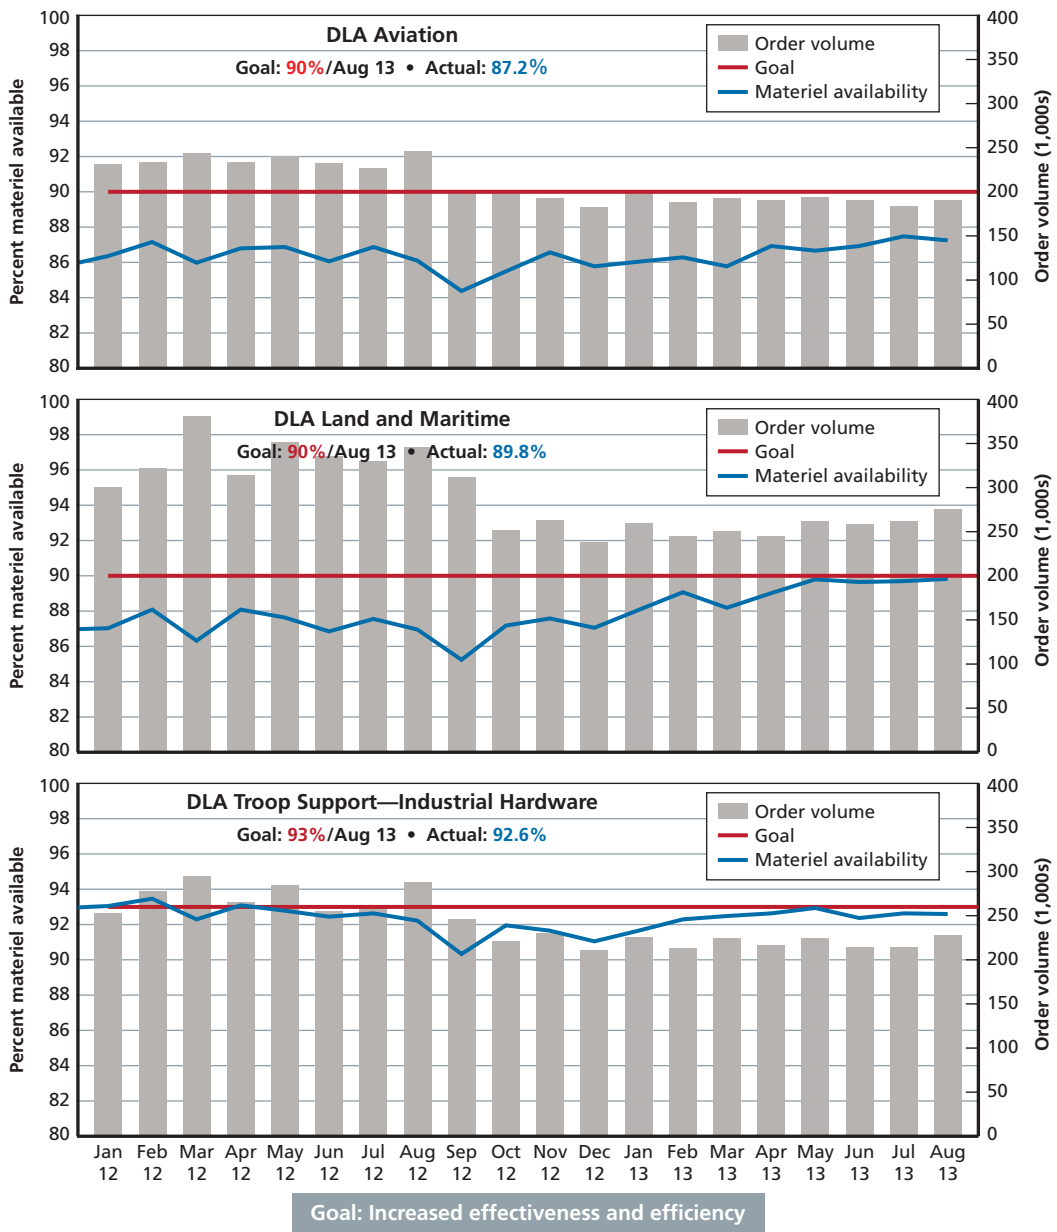 DLA Aviation
Goal: 90%/Aug 13 • Actual: 87.2%
Order volume
Goal
Materiel availability
Percent materiel available
100
98
96
94
92
90
88
86
84
82
80
Order volume (1,000s)
400
350
300
250
200
150
100
50
0
DLA Land and Maritime
Goal: 90%/Aug 13 • Actual: 89.8%
Order volume
Goal
Materiel availability
Percent materiel available
100
98
96
94
92
90
88
86
84
82
80
Order volume (1,000s)
400
350
300
250
200
150
100
50
0
DLA Troop Support—Industrial Hardware
Goal: 93%/Aug 13 • Actual: 92.6%
Order volume
Goal
Materiel availability
Percent materiel available
100
98
96
94
92
90
88
86
84
82
80
Order volume (1,000s)
400
350
300
250
200
150
100
50
0
Jan Feb Mar Apr May Jun Jul Aug Sep Oct Nov Dec Jan Feb Mar Apr May Jun Jul Aug
12 12 12 12 12 12 12 12 12 12 12 12 13 13 13 13 13 13 13 13
Goal: Increased effectiveness and efficiency